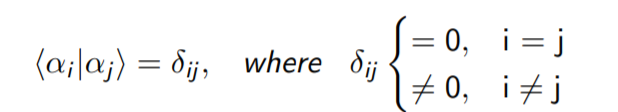 ⟨αᵢ|αⱼ⟩ = δᵢⱼ, where δᵢⱼ { = 0, i = j
≠ 0, i ≠ j